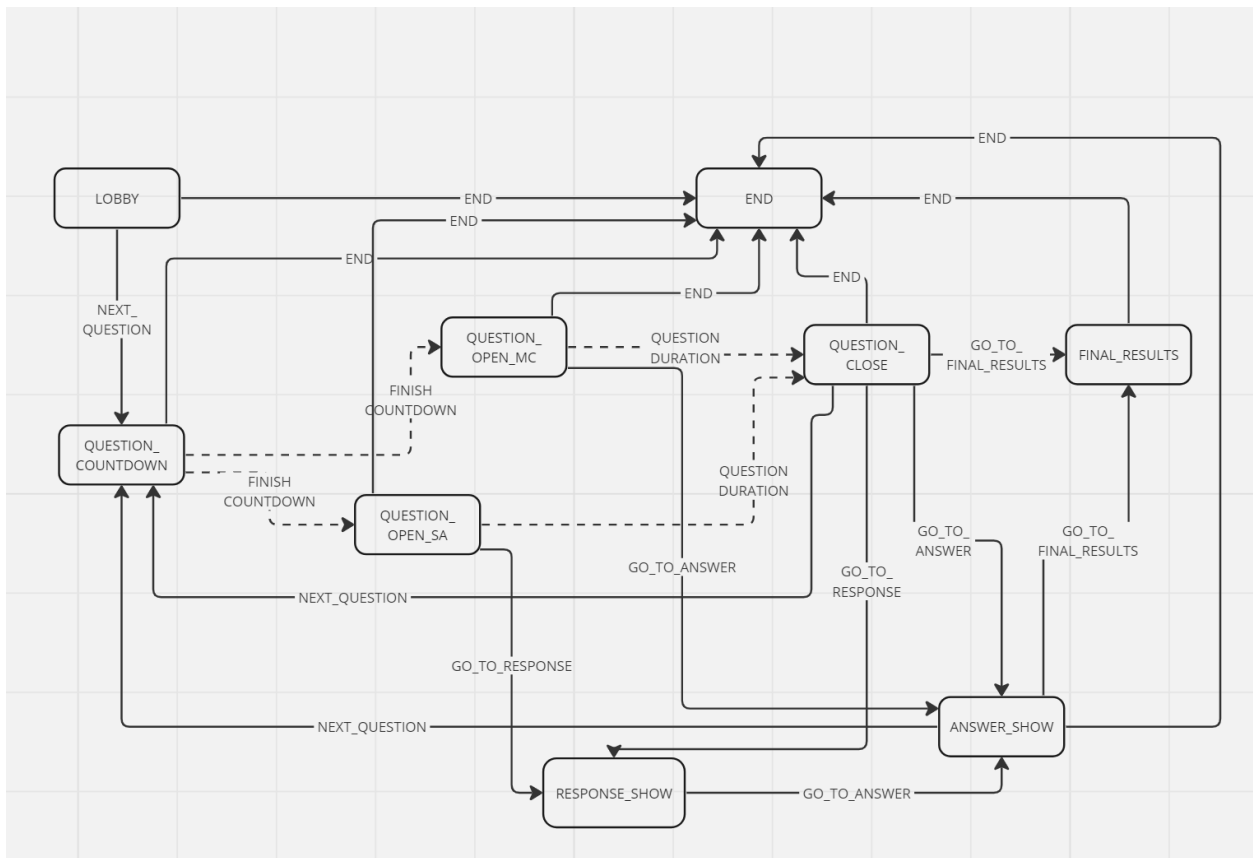 END
LOBBY
END
END
END
END
END
NEXT_
QUESTION
END
END
QUESTION_
OPEN_MC
QUESTION
DURATION
QUESTION_
CLOSE
GO_TO_
FINAL_RESULTS
FINAL_RESULTS
FINISH
COUNTDOWN
QUESTION_
COUNTDOWN
FINISH
COUNTDOWN
QUESTION
DURATION
QUESTION_
OPEN_SA
GO_TO_
ANSWER
GO_TO_
FINAL_RESULTS
GO_TO_ANSWER
GO_TO_
RESPONSE
NEXT_QUESTION
GO_TO_RESPONSE
NEXT_QUESTION
ANSWER_SHOW
RESPONSE_SHOW
GO_TO_ANSWER